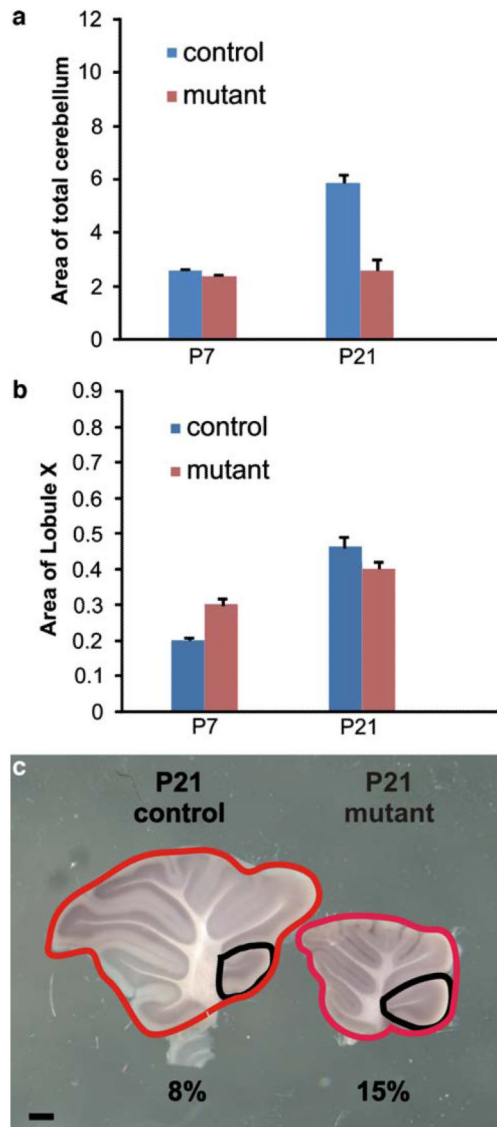 a
Area of total cerebellum
12
10
8
6
4
2
0
control
mutant
P7 P21
b
Area of Lobule X
0.9
0.8
0.7
0.6
0.5
0.4
0.3
0.2
0.1
0
control
mutant
P7 P21
c
P21 P21
control mutant
8% 15%